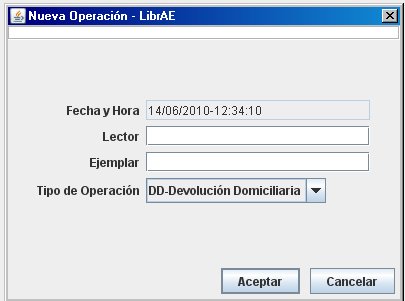 Nueva Operación - LibrAE
Fecha y Hora 14/06/2010-12:34:10
Lector
Ejemplar
Tipo de Operación DD-Devolución Domiciliaria
Aceptar Cancelar